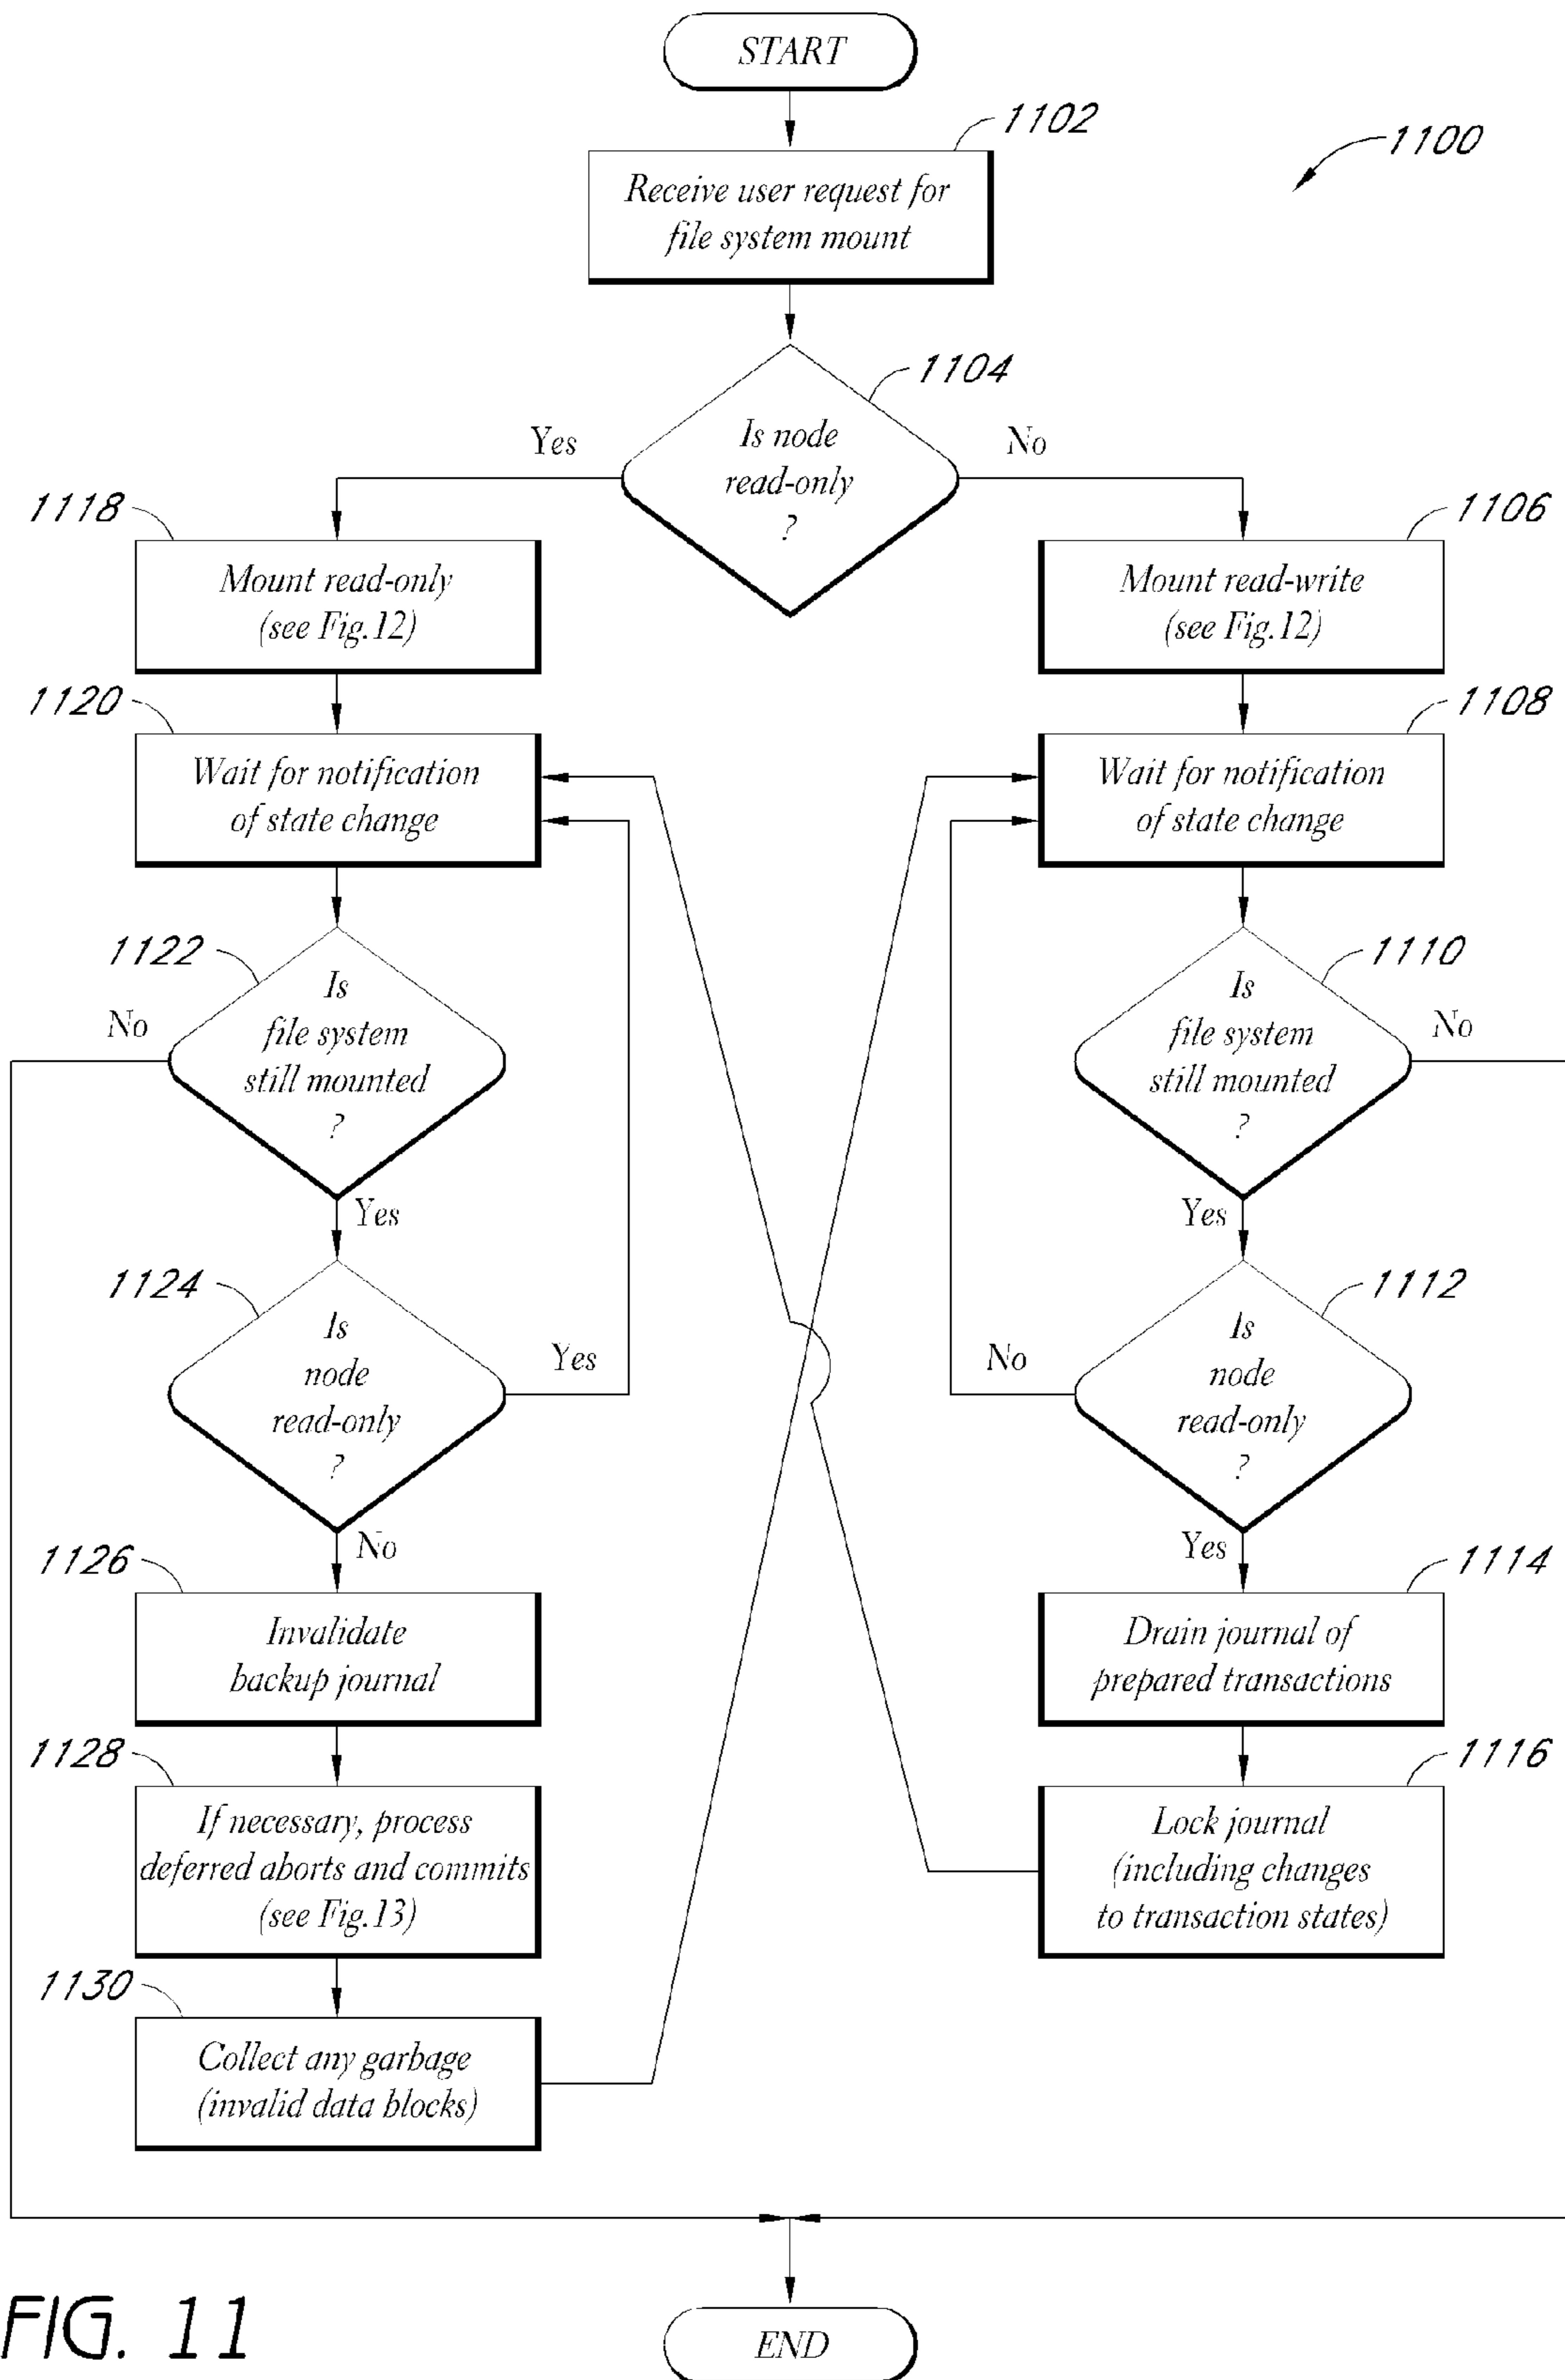 START
1102
1100
Receive user request for
file system mount
1104
Yes
Is node
read-only
?
No
1118
1106
Mount read-only
(see Fig.12)
Mount read-write
(see Fig.12)
1120
1108
Wait for notification
of state change
Wait for notification
of state change
1122
1110
No
Is
file system
still mounted
?
Is
file system
still mounted
?
No
Yes
Yes
1124
1112
Is
node
read-only
?
Yes
No
Is
node
read-only
?
No
Yes
1126
1114
Invalidate
backup journal
Drain journal of
prepared transactions
1128
1116
If necessary, process
deferred aborts and commits
(see Fig.13)
Lock journal
(including changes
to transaction states)
1130
Collect any garbage
(invalid data blocks)
FIG. 11
END